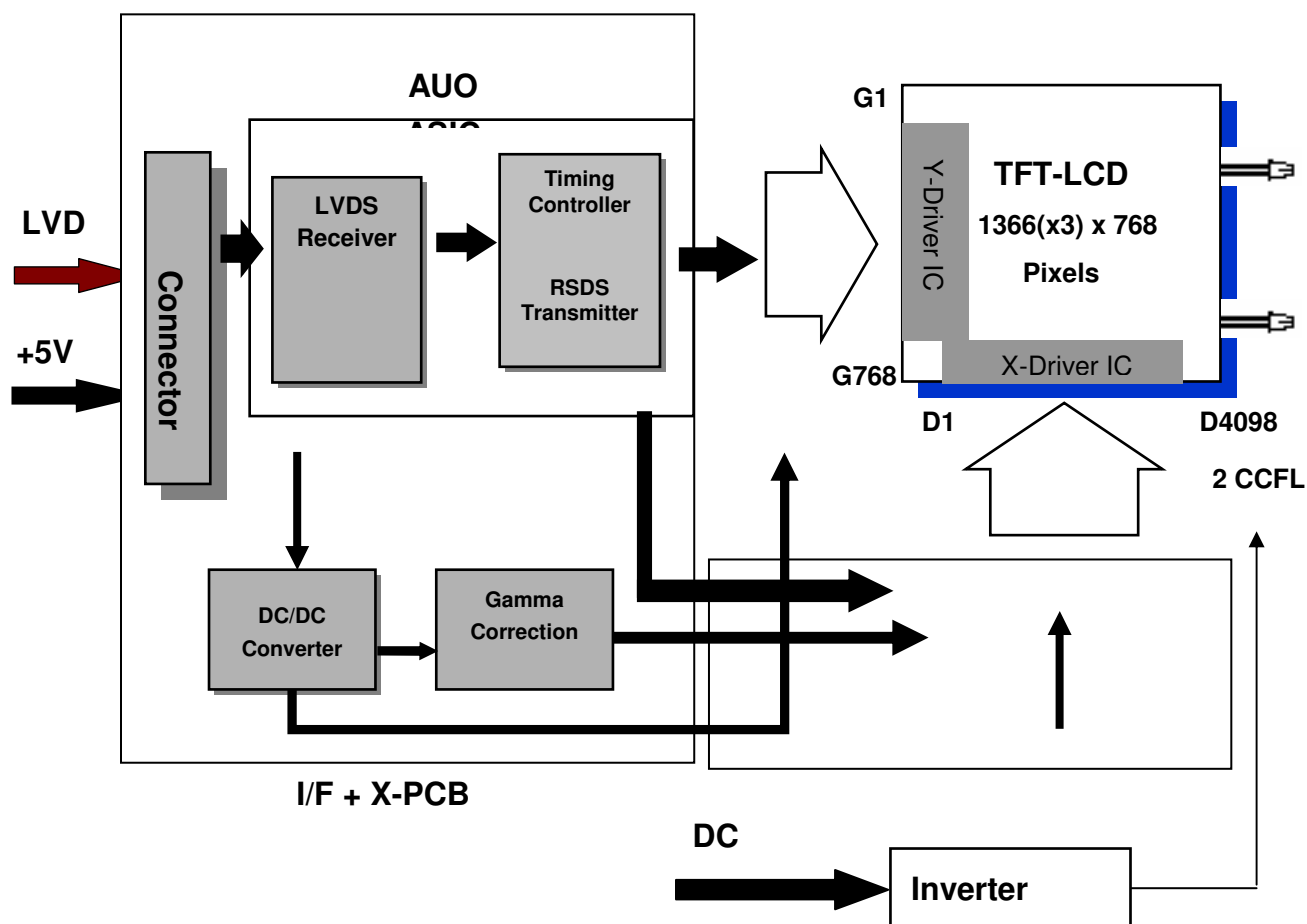 AUO
ASIC
G1
LVD
+5V
Connector
LVDS
Receiver
Timing
Controller
RSDS
Transmitter
Y-Driver IC
TFT-LCD
1366(x3) x 768
Pixels
X-Driver IC
G768
D1
D4098
2 CCFL
DC/DC
Converter
Gamma
Correction
I/F + X-PCB
DC
Inverter